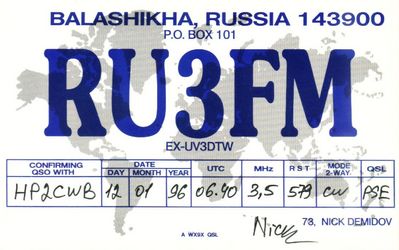 BALASHIKHA, RUSSIA 143900
P.O. BOX 101
RU3FM
EX-UV3DTW
CONFIRMING QSO WITH DATE DAY MONTH YEAR UTC MHz R S T MODE 2-WAY QSL
HP2CWB 12 01 96 06.40 3,5 579 CW PSE
Nick 73, NICK DEMIDOV
A WX9X QSL